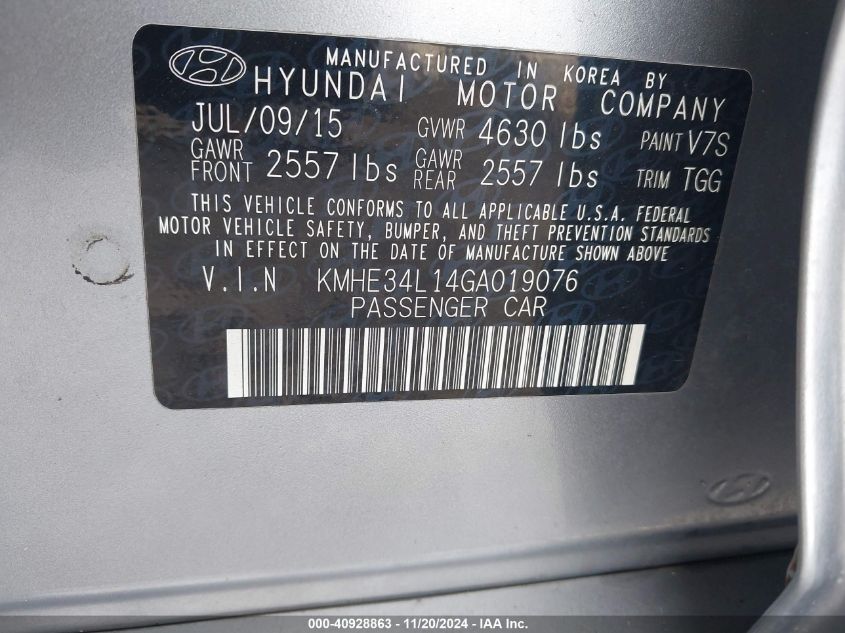 MANUFACTURED IN KOREA BY
HYUNDAI MOTOR COMPANY
JUL/09/15 GVWR 4630 lbs PAINT V7S
GAWR FRONT 2557 lbs GAWR REAR 2557 lbs TRIM TGG
THIS VEHICLE CONFORMS TO ALL APPLICABLE U.S.A. FEDERAL
MOTOR VEHICLE SAFETY, BUMPER, AND THEFT PREVENTION STANDARDS
IN EFFECT ON THE DATE OF MANUFACTURE SHOWN ABOVE
V.I.N KMHE34L14GA019076
PASSENGER CAR
000-40928863 - 11/20/2024 - IAA Inc.